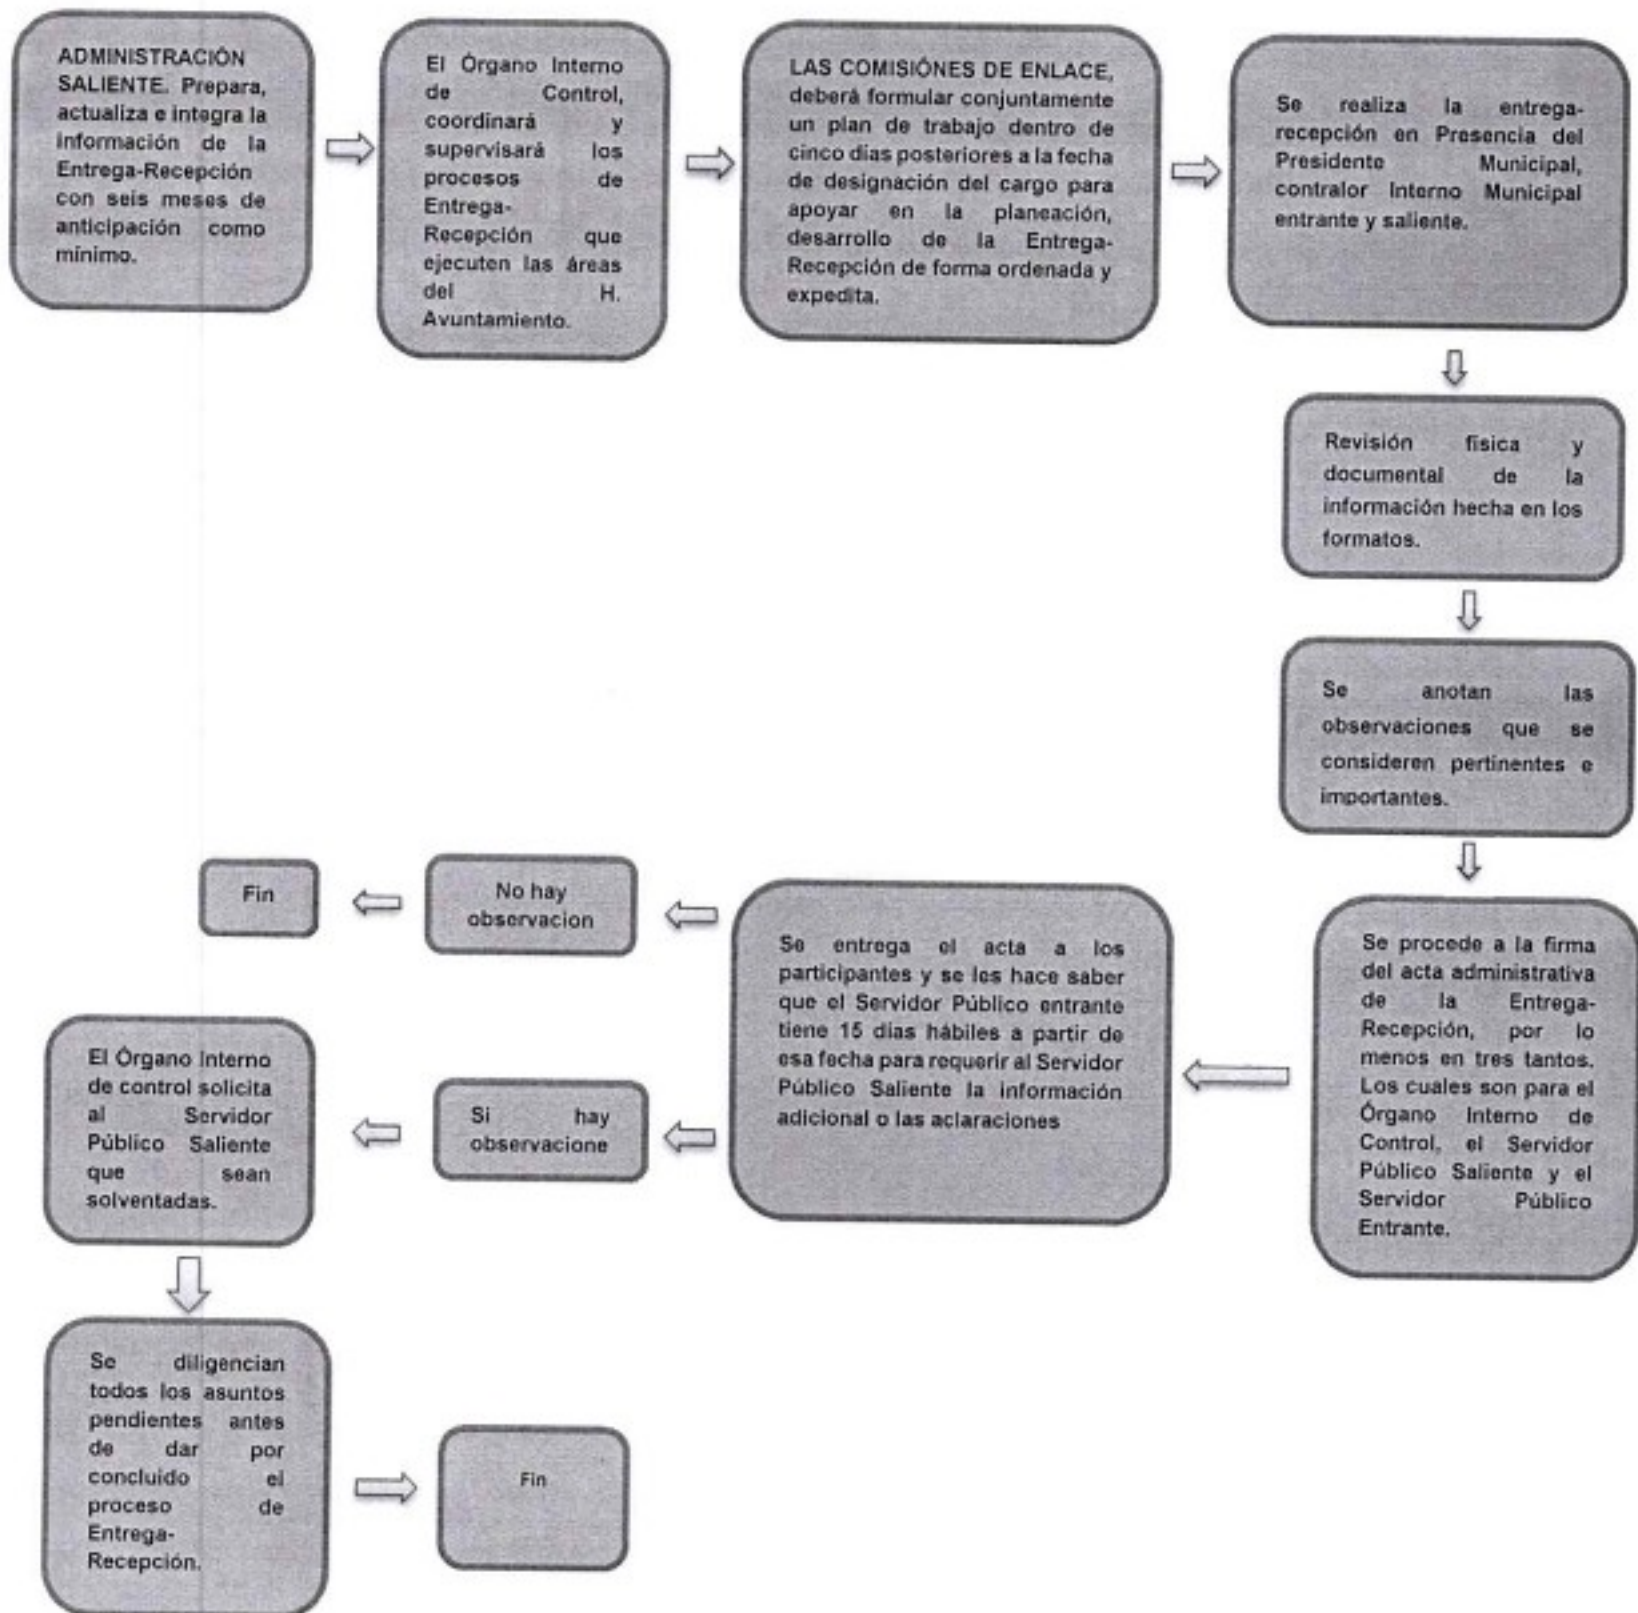 ADMINISTRACIÓN
SALIENTE. Prepara,
actualiza e integra la
información de la
Entrega-Recepción
con seis meses de
anticipación como
mínimo.
El Órgano Interno
de Control,
coordinará y
supervisará los
procesos de
Entrega-
Recepción que
ejecuten las áreas
del H.
Ayuntamiento.
LAS COMISIÓNES DE ENLACE,
deberá formular conjuntamente
un plan de trabajo dentro de
cinco días posteriores a la fecha
de designación del cargo para
apoyar en la planeación,
desarrollo de la Entrega-
Recepción de forma ordenada y
expedita.
Se realiza la entrega-
recepción en Presencia del
Presidente Municipal,
contralor Interno Municipal
entrante y saliente.
Revisión física y
documental de la
información hecha en los
formatos.
Se anotan las
observaciones que se
consideren pertinentes e
importantes.
Se procede a la firma
del acta administrativa
de la Entrega-
Recepción, por lo
menos en tres tantos.
Los cuales son para el
Órgano Interno de
Control, el Servidor
Público Saliente y el
Servidor Público
Entrante.
Se entrega el acta a los
participantes y se les hace saber
que el Servidor Público entrante
tiene 15 días hábiles a partir de
esa fecha para requerir al Servidor
Público Saliente la información
adicional o las aclaraciones
No hay
observacion
Fin
Si hay
observacione
El Órgano Interno
de control solicita
al Servidor
Público Saliente
que sean
solventadas.
Se diligencian
todos los asuntos
pendientes antes
de dar por
concluido el
proceso de
Entrega-
Recepción.
Fin